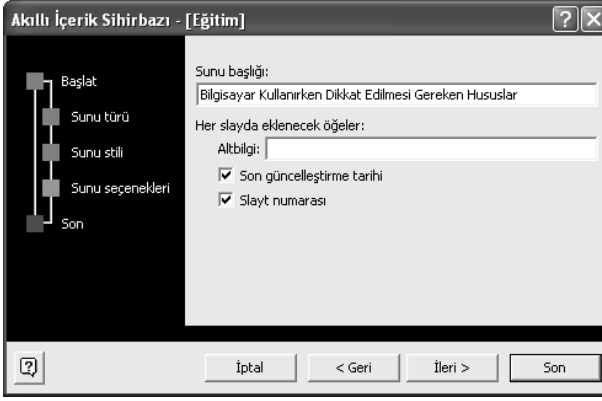 Akıllı İçerik Sihirbazı - [Eğitim]
Başlat
Sunu türü
Sunu stili
Sunu seçenekleri
Son
Sunu başlığı:
Bilgisayar Kullanırken Dikkat Edilmesi Gereken Hususlar
Her slayda eklenecek öğeler:
Altbilgi:
Son güncelleştirme tarihi
Slayt numarası
İptal
< Geri
İleri >
Son